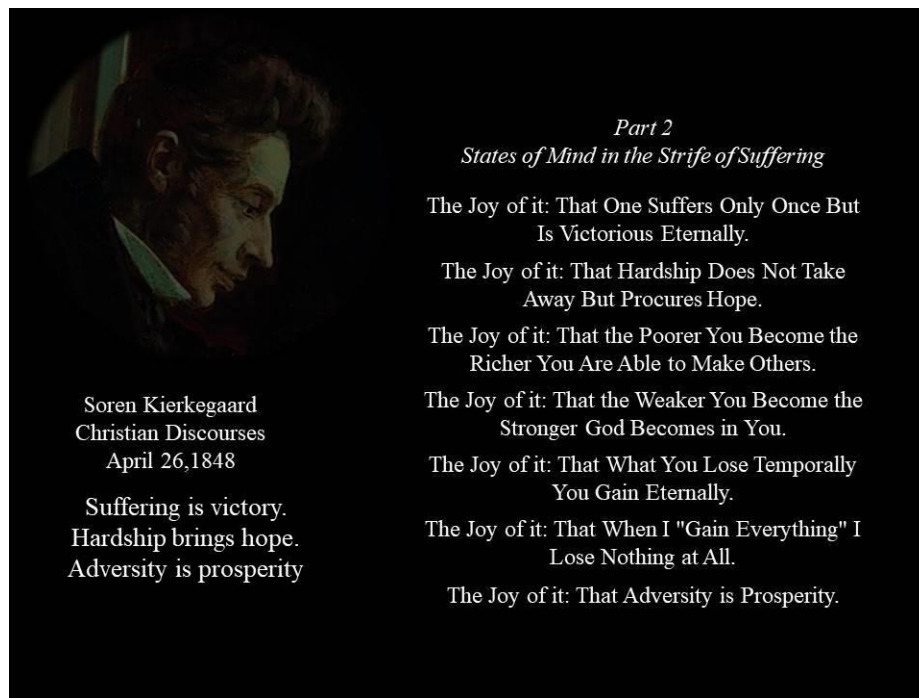 Soren Kierkegaard
Christian Discourses
April 26,1848
Suffering is victory.
Hardship brings hope.
Adversity is prosperity
Part 2
States of Mind in the Strife of Suffering
The Joy of it: That One Suffers Only Once But
Is Victorious Eternally.
The Joy of it: That Hardship Does Not Take
Away But Procures Hope.
The Joy of it: That the Poorer You Become the
Richer You Are Able to Make Others.
The Joy of it: That the Weaker You Become the
Stronger God Becomes in You.
The Joy of it: That What You Lose Temporally
You Gain Eternally.
The Joy of it: That When I "Gain Everything" I
Lose Nothing at All.
The Joy of it: That Adversity is Prosperity.